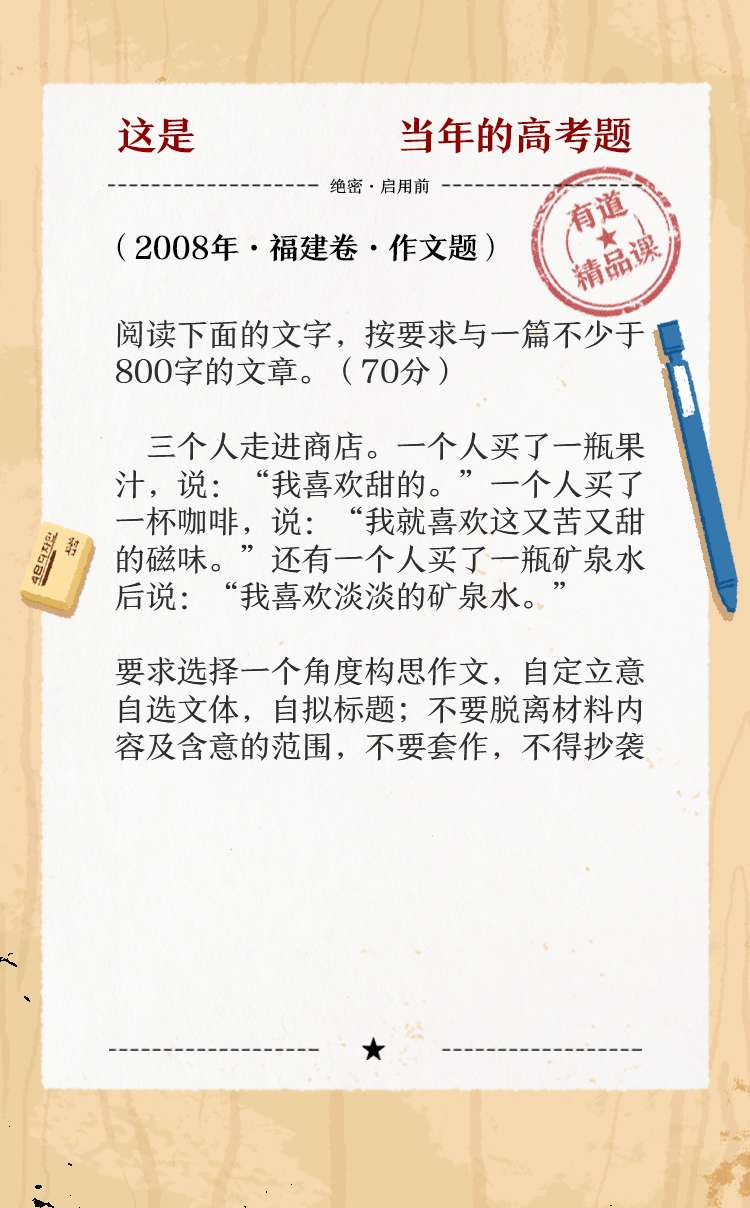 这是 当年的高考题
绝密·启用前
有道
精品课
（2008年·福建卷·作文题）
阅读下面的文字，按要求与一篇不少于
800字的文章。（70分）
三个人走进商店。一个人买了一瓶果
汁，说：“我喜欢甜的。”一个人买了
一杯咖啡，说：“我就喜欢这又苦又甜
的磁味。”还有一个人买了一瓶矿泉水
后说：“我喜欢淡淡的矿泉水。”
要求选择一个角度构思作文，自定立意
自选文体，自拟标题；不要脱离材料内
容及含意的范围，不要套作，不得抄袭